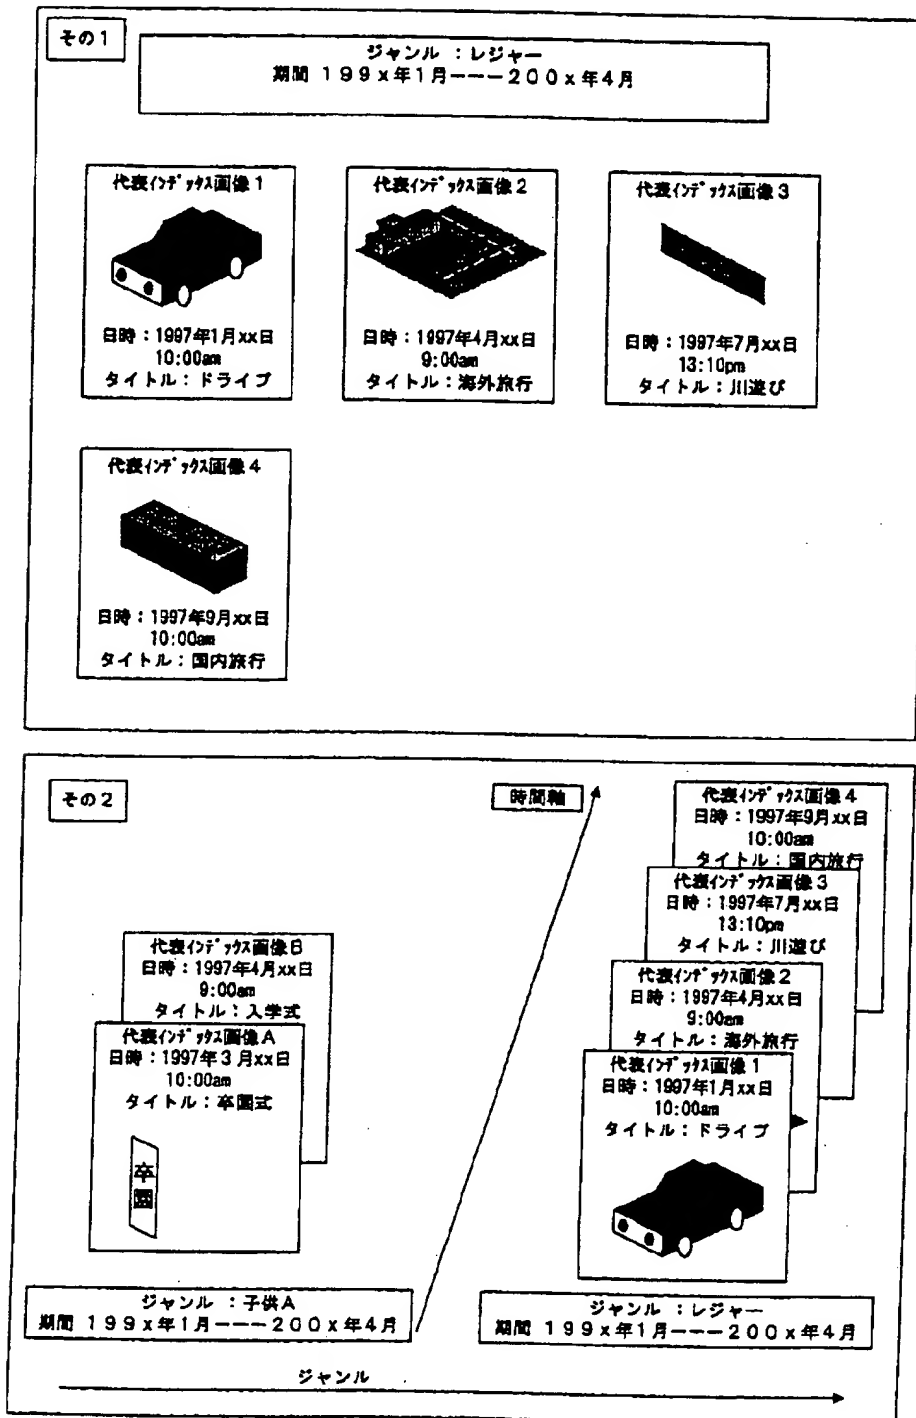 その1
ジャンル :レジャー
期間 199x年1月---200x年4月
代表インデックス画像1
日時:1997年1月xx日
10:00am
タイトル:ドライブ
代表インデックス画像2
日時:1997年4月xx日
9:00am
タイトル:海外旅行
代表インデックス画像3
日時:1997年7月xx日
13:10pm
タイトル:川遊び
代表インデックス画像4
日時:1997年9月xx日
10:00am
タイトル:国内旅行
その2
時間軸
代表インデックス画像B
日時:1997年4月xx日
9:00am
タイトル:入学式
代表インデックス画像A
日時:1997年3月xx日
10:00am
タイトル:卒園式
卒
園
ジャンル :子供A
期間 199x年1月---200x年4月
代表インデックス画像4
日時:1997年9月xx日
10:00am
タイトル:国内旅行
代表インデックス画像3
日時:1997年7月xx日
13:10pm
タイトル:川遊び
代表インデックス画像2
日時:1997年4月xx日
9:00am
タイトル:海外旅行
代表インデックス画像1
日時:1997年1月xx日
10:00am
タイトル:ドライブ
ジャンル :レジャー
期間 199x年1月---200x年4月
ジャンル